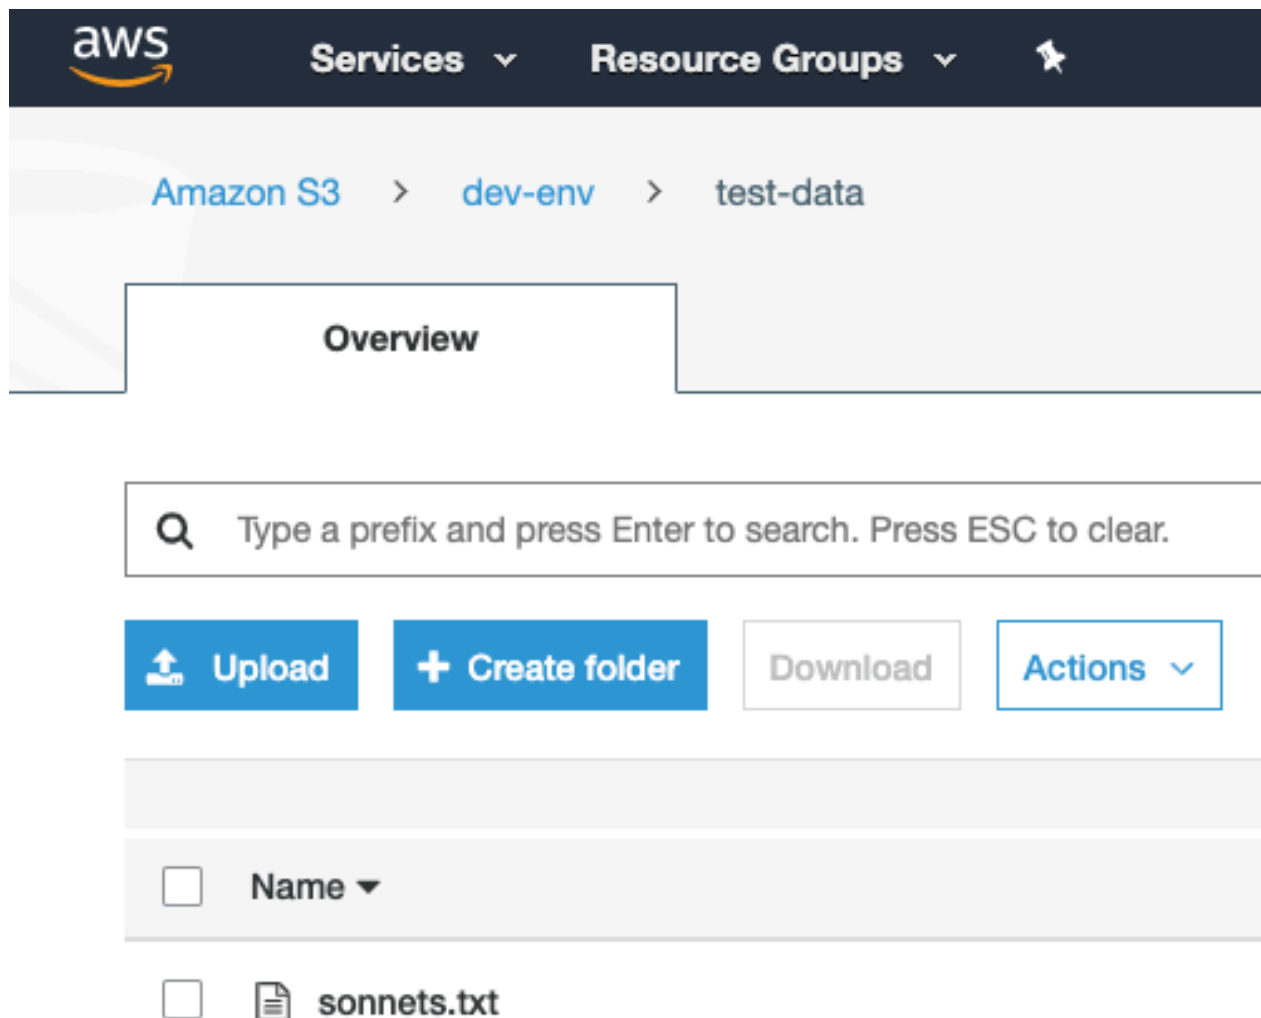 aws Services Resource Groups
Amazon S3 > dev-env > test-data
Overview
Type a prefix and press Enter to search. Press ESC to clear.
Upload Create folder Download Actions
Name
sonnets.txt